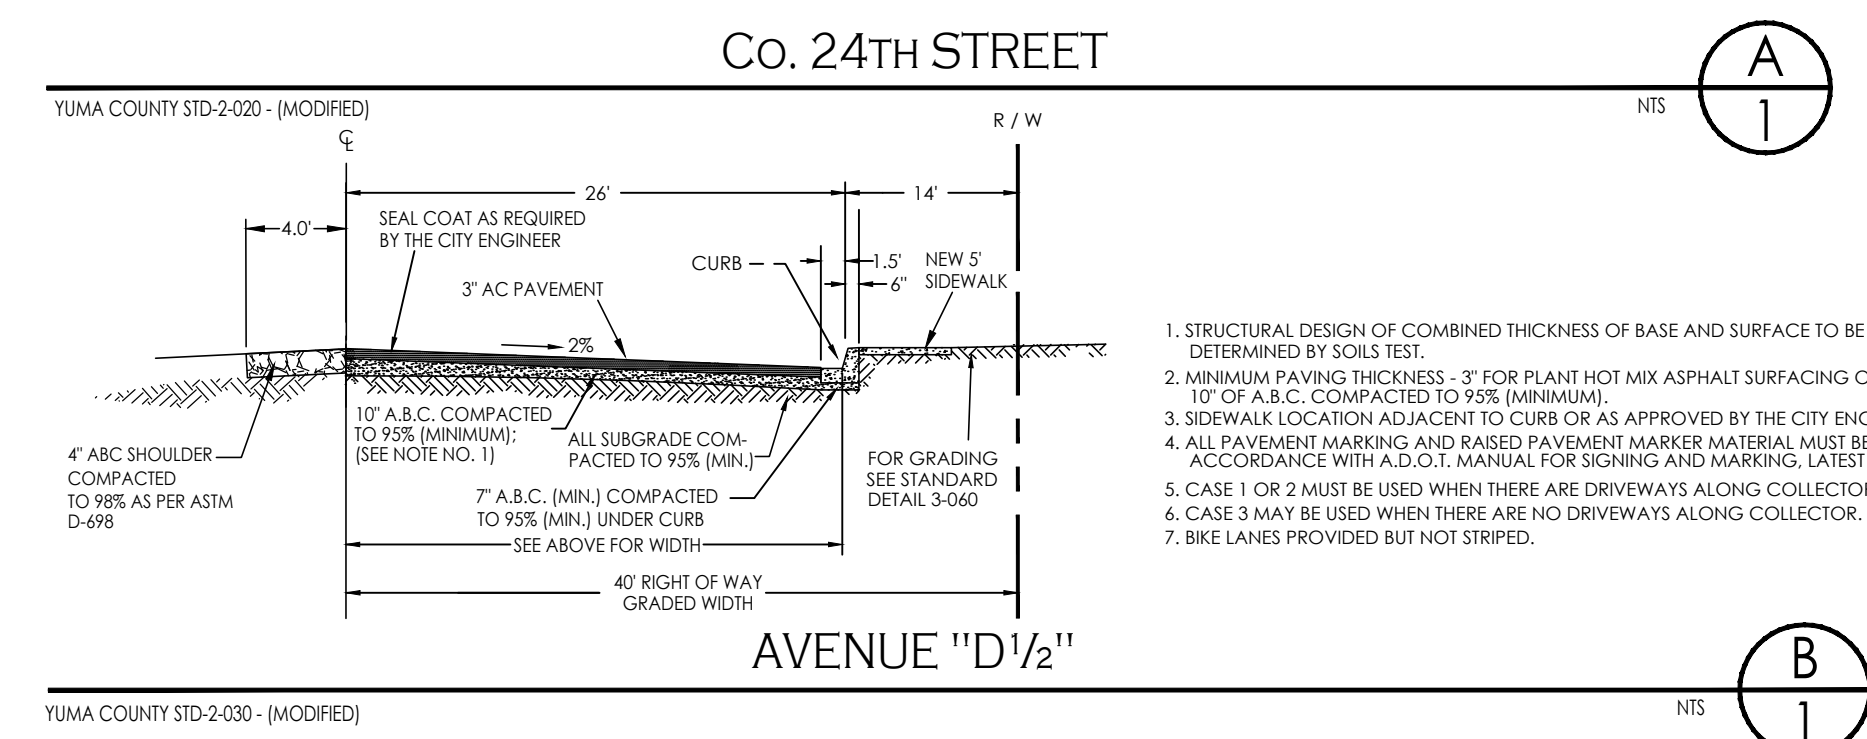 Co. 24TH STREET
A
1
YUMA COUNTY STD-2-020 - (MODIFIED)
NTS
℄
R / W
26'
14'
4.0'
SEAL COAT AS REQUIRED
BY THE CITY ENGINEER
CURB
1.5'
6"
NEW 5'
SIDEWALK
3" AC PAVEMENT
2%
10" A.B.C. COMPACTED
TO 95% (MINIMUM);
(SEE NOTE NO. 1)
ALL SUBGRADE COM-
PACTED TO 95% (MIN.)
4" ABC SHOULDER
COMPACTED
TO 98% AS PER ASTM
D-698
7" A.B.C. (MIN.) COMPACTED
TO 95% (MIN.) UNDER CURB
FOR GRADING
SEE STANDARD
DETAIL 3-060
SEE ABOVE FOR WIDTH
40' RIGHT OF WAY
GRADED WIDTH
1. STRUCTURAL DESIGN OF COMBINED THICKNESS OF BASE AND SURFACE TO BE
DETERMINED BY SOILS TEST.
2. MINIMUM PAVING THICKNESS - 3" FOR PLANT HOT MIX ASPHALT SURFACING
10" OF A.B.C. COMPACTED TO 95% (MINIMUM).
3. SIDEWALK LOCATION ADJACENT TO CURB OR AS APPROVED BY THE CITY
4. ALL PAVEMENT MARKING AND RAISED PAVEMENT MARKER MATERIAL MUST BE
ACCORDANCE WITH A.D.O.T. MANUAL FOR SIGNING AND MARKING, LATEST
5. CASE 1 OR 2 MUST BE USED WHEN THERE ARE DRIVEWAYS ALONG COLLECTOR
6. CASE 3 MAY BE USED WHEN THERE ARE NO DRIVEWAYS ALONG COLLECTOR.
7. BIKE LANES PROVIDED BUT NOT STRIPED.
AVENUE "D1/2"
B
1
YUMA COUNTY STD-2-030 - (MODIFIED)
NTS